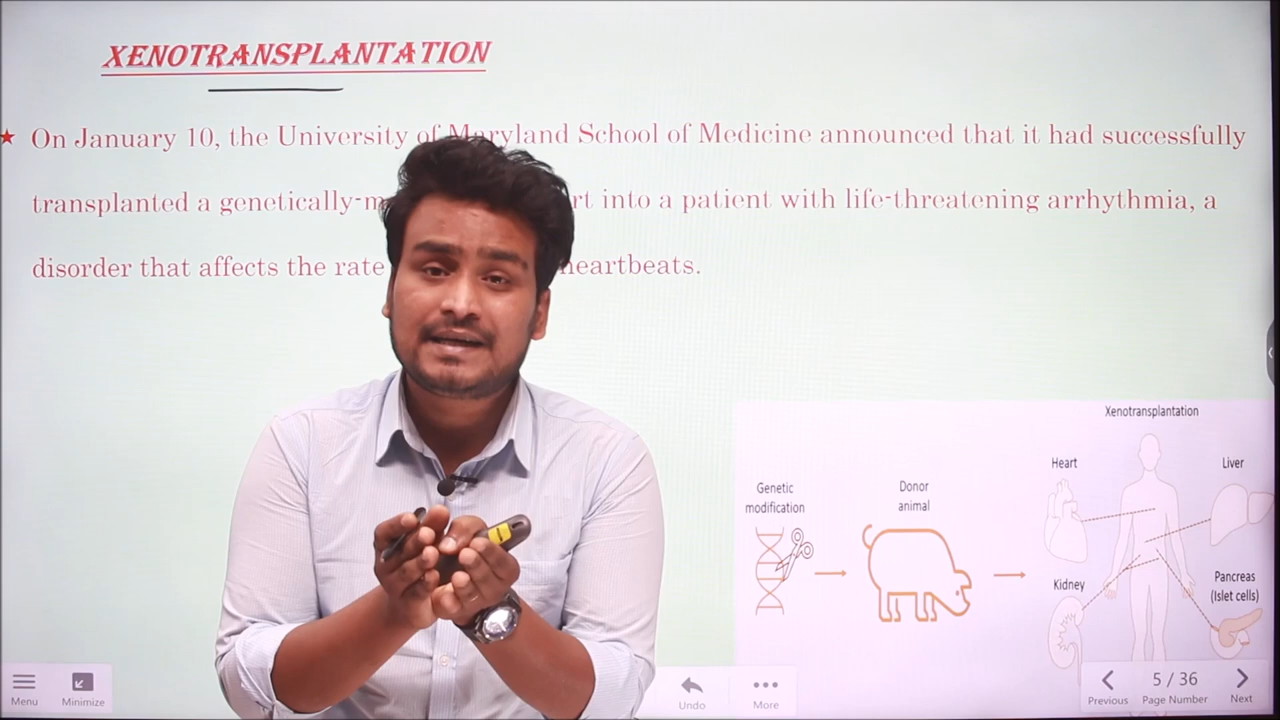 XENOTRANSPLANTATION
★ On January 10, the University of Maryland School of Medicine announced that it had successfully
transplanted a genetically-m rt into a patient with life-threatening arrhythmia, a
disorder that affects the rate heartbeats.
Xenotransplantation
Heart
Liver
Genetic
modification
Donor
animal
Kidney
Pancreas
(Islet cells)
Menu
Minimize
Undo
More
Previous
5 / 36
Page Number
Next